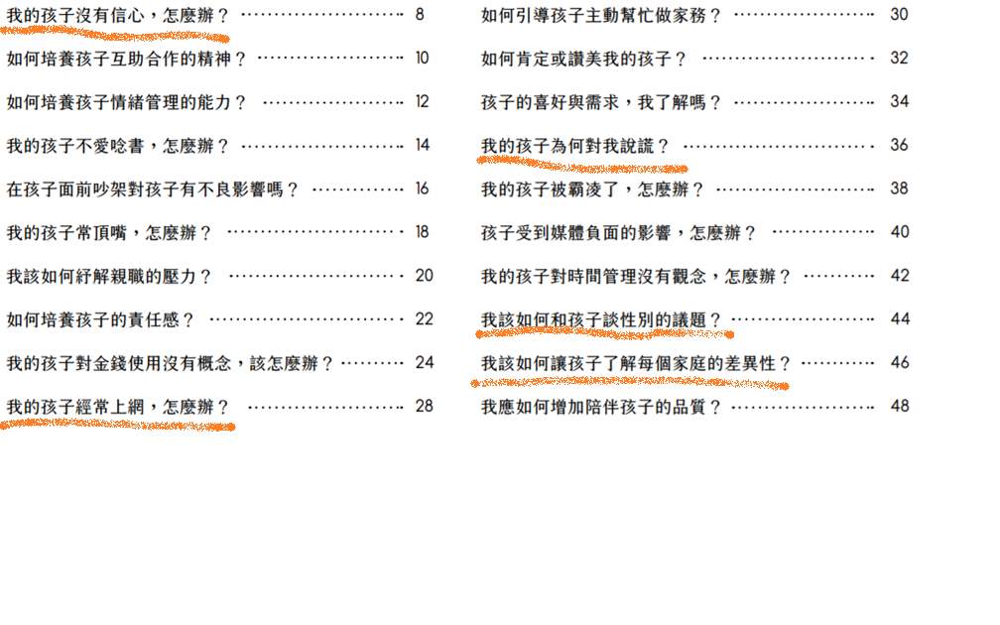 我的孩子沒有信心，怎麼辦？ ………………………… 8
如何培養孩子互助合作的精神？ ………………………… 10
如何培養孩子情緒管理的能力？ ………………………… 12
我的孩子不愛唸書，怎麼辦？ ………………………… 14
在孩子面前吵架對孩子有不良影響嗎？ ………………… 16
我的孩子常頂嘴，怎麼辦？ ………………………… 18
我該如何紓解親職的壓力？ ………………………… 20
如何培養孩子的責任感？ ………………………… 22
我的孩子對金錢使用沒有概念，該怎麼辦？ ………… 24
我的孩子經常上網，怎麼辦？ ………………………… 28
如何引導孩子主動幫忙做家務？ ………………………… 30
如何肯定或讚美我的孩子？ ………………………… 32
孩子的喜好與需求，我了解嗎？ ………………………… 34
我的孩子為何對我說謊？ ………………………… 36
我的孩子被霸凌了，怎麼辦？ ………………………… 38
孩子受到媒體負面的影響，怎麼辦？ ………………… 40
我的孩子對時間管理沒有觀念，怎麼辦？ ………… 42
我該如何和孩子談性別的議題？ ………………………… 44
我該如何讓孩子了解每個家庭的差異性？ ………… 46
我應如何增加陪伴孩子的品質？ ………………………… 48